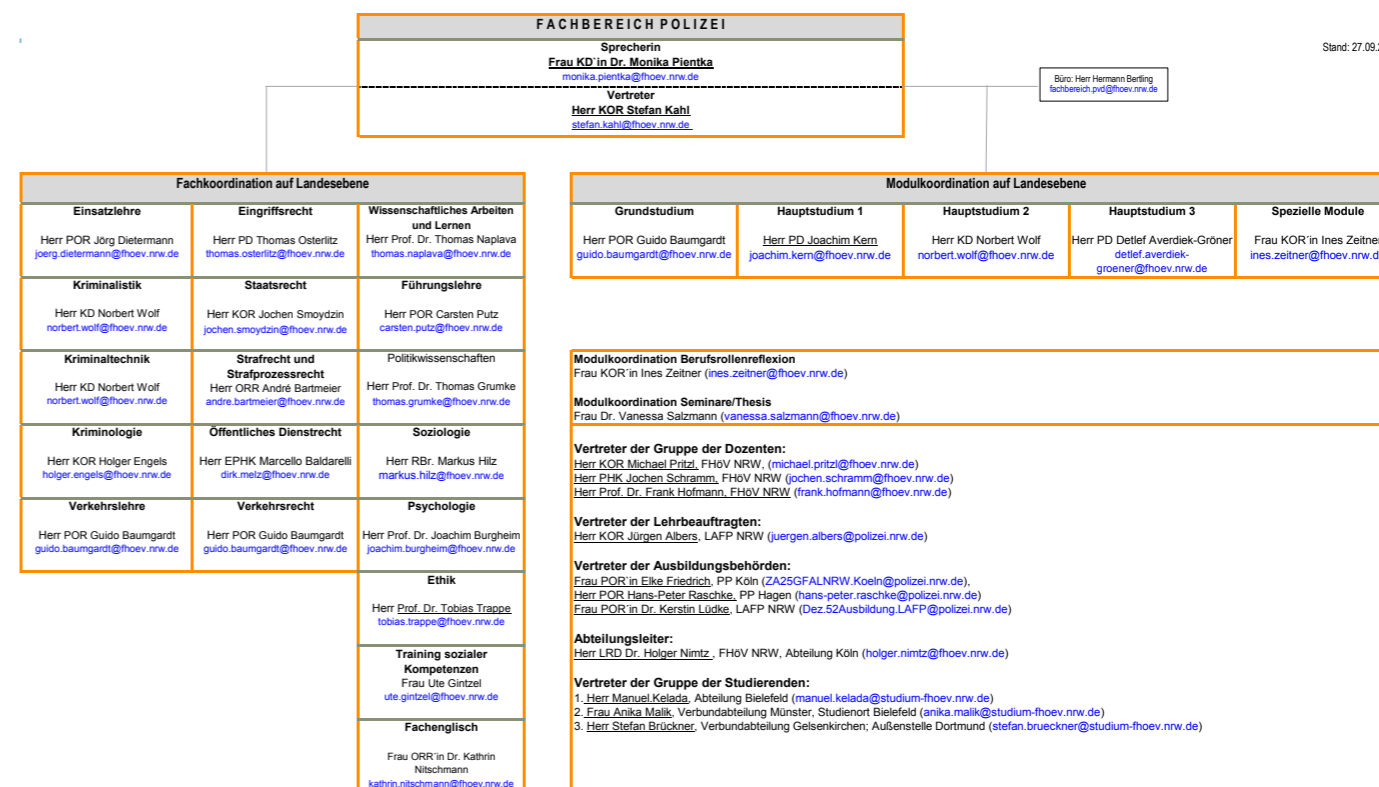 FACHBEREICH POLIZEI
Sprecherin
Frau KD`in Dr. Monika Pientka
monika.pientka@fhoev.nrw.de
Vertreter
Herr KOR Stefan Kahl
stefan.kahl@fhoev.nrw.de
Stand: 27.09.
Büro: Herr Hermann Bertling
fachbereich.pvd@fhoev.nrw.de
Fachkoordination auf Landesebene
Einsatzlehre
Herr POR Jörg Dietermann
joerg.dietermann@fhoev.nrw.de
Eingriffsrecht
Herr PD Thomas Osterlitz
thomas.osterlitz@fhoev.nrw.de
Wissenschaftliches Arbeiten
und Lernen
Herr Prof. Dr. Thomas Naplava
thomas.naplava@fhoev.nrw.de
Kriminalistik
Herr KD Norbert Wolf
norbert.wolf@fhoev.nrw.de
Staatsrecht
Herr KOR Jochen Smoydzin
jochen.smoydzin@fhoev.nrw.de
Führungslehre
Herr POR Carsten Putz
carsten.putz@fhoev.nrw.de
Kriminaltechnik
Herr KD Norbert Wolf
norbert.wolf@fhoev.nrw.de
Strafrecht und
Strafprozessrecht
Herr ORR André Bartmeier
andre.bartmeier@fhoev.nrw.de
Politikwissenschaften
Herr Prof. Dr. Thomas Grumke
thomas.grumke@fhoev.nrw.de
Kriminologie
Herr KOR Holger Engels
holger.engels@fhoev.nrw.de
Öffentliches Dienstrecht
Herr EPHK Marcello Baldarelli
dirk.melz@fhoev.nrw.de
Soziologie
Herr RBr. Markus Hilz
markus.hilz@fhoev.nrw.de
Verkehrslehre
Herr POR Guido Baumgardt
guido.baumgardt@fhoev.nrw.de
Verkehrsrecht
Herr POR Guido Baumgardt
guido.baumgardt@fhoev.nrw.de
Psychologie
Herr Prof. Dr. Joachim Burgheim
joachim.burgheim@fhoev.nrw.de
Ethik
Herr Prof. Dr. Tobias Trappe
tobias.trappe@fhoev.nrw.de
Training sozialer
Kompetenzen
Frau Ute Gintzel
ute.gintzel@fhoev.nrw.de
Fachenglisch
Frau ORR´in Dr. Kathrin
Nitschmann
kathrin.nitschmann@fhoev.nrw.de
Modulkoordination auf Landesebene
Grundstudium
Herr POR Guido Baumgardt
guido.baumgardt@fhoev.nrw.de
Hauptstudium 1
Herr PD Joachim Kern
joachim.kern@fhoev.nrw.de
Hauptstudium 2
Herr KD Norbert Wolf
norbert.wolf@fhoev.nrw.de
Hauptstudium 3
Herr PD Detlef Averdiek-Gröner
detlef.averdiek-
groener@fhoev.nrw.de
Spezielle Module
Frau KOR´in Ines Zeitner
ines.zeitner@fhoev.nrw.d
Modulkoordination Berufsrollenreflexion
Frau KOR´in Ines Zeitner (ines.zeitner@fhoev.nrw.de)
Modulkoordination Seminare/Thesis
Frau Dr. Vanessa Salzmann (vanessa.salzmann@fhoev.nrw.de)
Vertreter der Gruppe der Dozenten:
Herr KOR Michael Pritzl, FHöV NRW, (michael.pritzl@fhoev.nrw.de)
Herr PHK Jochen Schramm, FHöV NRW (jochen.schramm@fhoev.nrw.de)
Herr Prof. Dr. Frank Hofmann, FHöV NRW (frank.hofmann@fhoev.nrw.de)
Vertreter der Lehrbeauftragten:
Herr KOR Jürgen Albers, LAFP NRW (juergen.albers@polizei.nrw.de)
Vertreter der Ausbildungsbehörden:
Frau POR`in Elke Friedrich, PP Köln (ZA25GFALNRW.Koeln@polizei.nrw.de),
Herr POR Hans-Peter Raschke, PP Hagen (hans-peter.raschke@polizei.nrw.de)
Frau POR´in Dr. Kerstin Lüdke, LAFP NRW (Dez.52Ausbildung.LAFP@polizei.nrw.de)
Abteilungsleiter:
Herr LRD Dr. Holger Nimtz , FHöV NRW, Abteilung Köln (holger.nimtz@fhoev.nrw.de)
Vertreter der Gruppe der Studierenden:
1. Herr Manuel.Kelada, Abteilung Bielefeld (manuel.kelada@studium-fhoev.nrw.de)
2. Frau Anika Malik, Verbundabteilung Münster, Studienort Bielefeld (anika.malik@studium-fhoev.nrw.de)
3. Herr Stefan Brückner, Verbundabteilung Gelsenkirchen; Außenstelle Dortmund (stefan.brueckner@studium-fhoev.nrw.de)